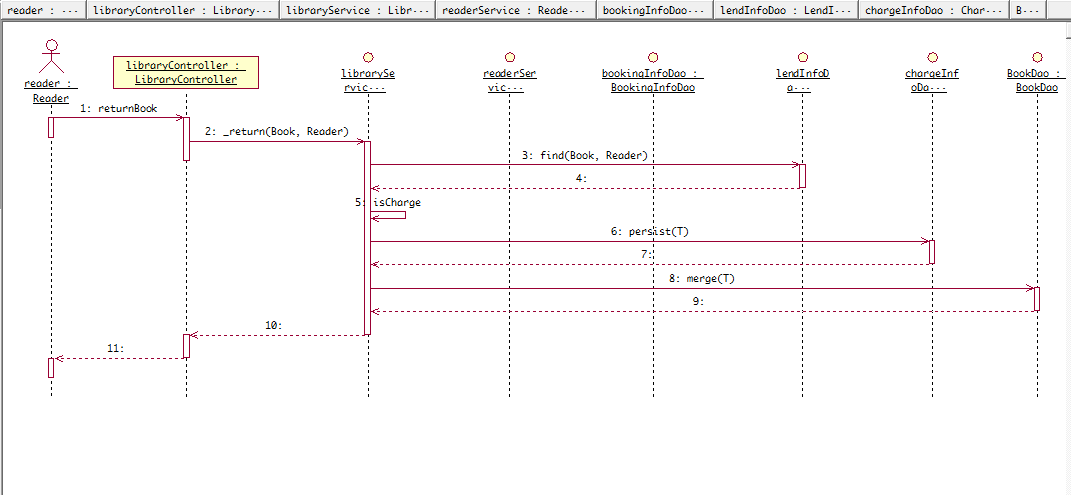 reader : ···
libraryController : Library···
libraryService : Libr···
readerService : Reade···
bookingInfoDao···
lendInfoDao : LendI···
chargeInfoDao : Char···
B···
reader :
Reader
libraryController :
LibraryController
librarySe
rvic···
readerSer
vic···
bookingInfoDao :
BookingInfoDao
lendInfoD
a···
chargeInf
oDa···
BookDao :
BookDao
1: returnBook
2: _return(Book, Reader)
3: find(Book, Reader)
4:
5: isCharge
6: persist(T)
7:
8: merge(T)
9:
10:
11: